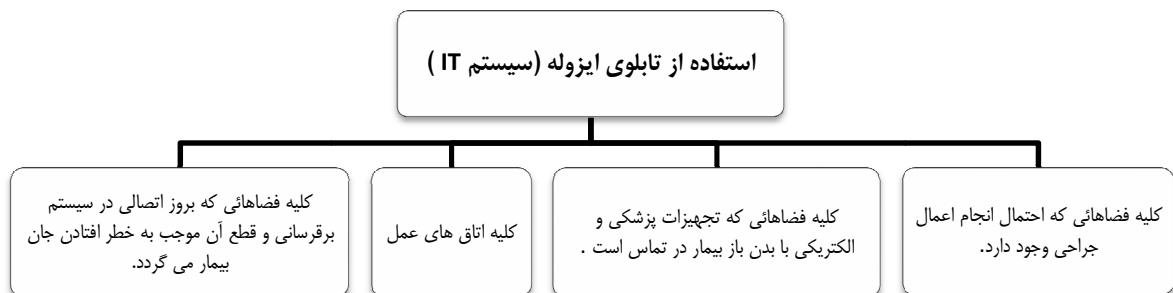 استفاده از تابلوی ایزوله (سیستم IT )
کلیه فضاهائی که احتمال انجام اعمال
جراحی وجود دارد.
کلیه فضاهائی که تجهیزات پزشکی و
الکتریکی با بدن باز بیمار در تماس است .
کلیه اتاق های عمل
کلیه فضاهائی که بروز اتصالی در سیستم
برقرسانی و قطع آن موجب به خطر افتادن جان
بیمار می گردد.